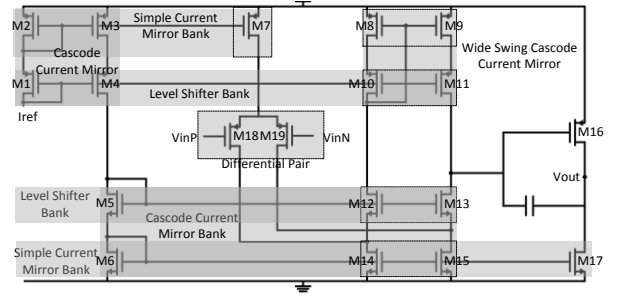 M2
M3
Simple Current
Mirror Bank
M7
M8
M9
Cascode
Current Mirror
Wide Swing Cascode
Current Mirror
M1
M4
Level Shifter Bank
M10
M11
Iref
VinP
M18
M19
VinN
M16
Differential Pair
Vout
Level Shifter
Bank
M5
Cascode Current
Mirror Bank
M12
M13
Simple Current
Mirror Bank
M6
M14
M15
M17